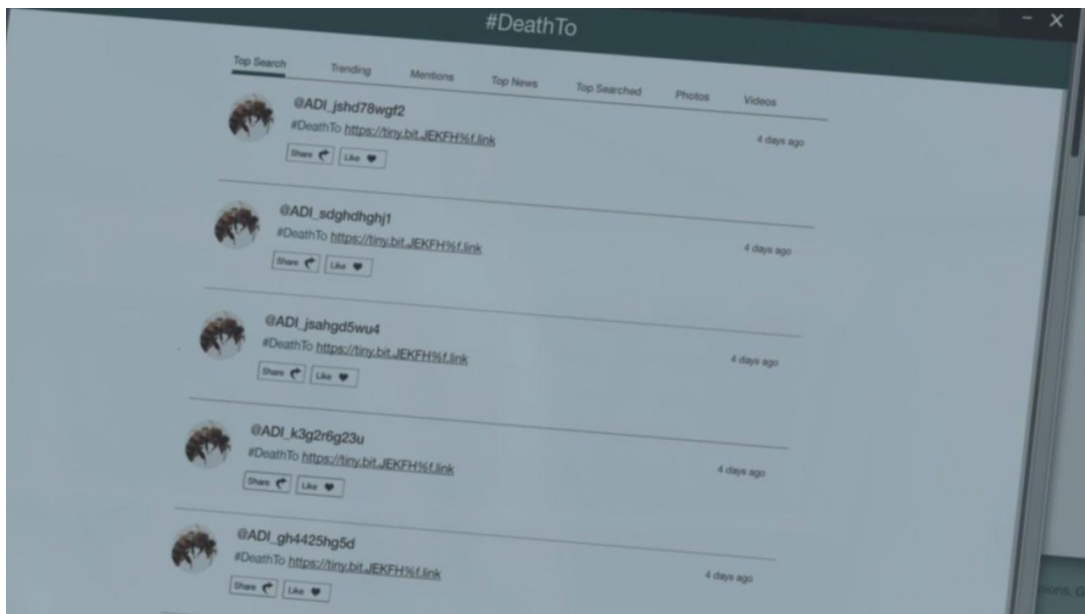 #DeathTo
Top Search Trending Mentions Top News Top Searched Photos Videos
@ADI_jshd78wgf2
#DeathTo https://tiny.bit.JEKFH%f.link
4 days ago
Share Like
@ADI_sdghdhghj1
#DeathTo https://tiny.bit.JEKFH%f.link
4 days ago
Share Like
@ADI_jsahgd5wu4
#DeathTo https://tiny.bit.JEKFH%f.link
4 days ago
Share Like
@ADI_k3g2r6g23u
#DeathTo https://tiny.bit.JEKFH%f.link
4 days ago
Share Like
@ADI_gh4425hg5d
#DeathTo https://tiny.bit.JEKFH%f.link
4 days ago
Share Like